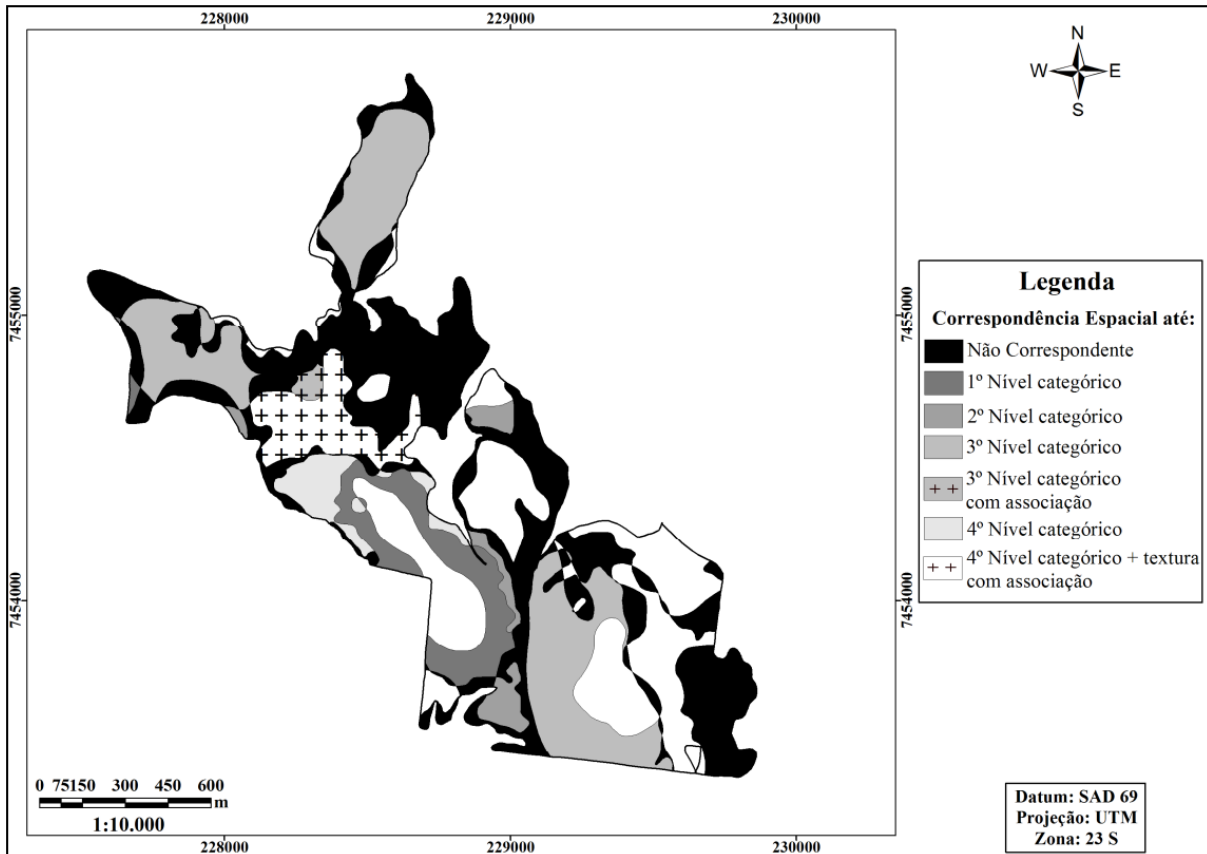 228000 229000 230000
N
W E
S
7455000
7454000
7455000
7454000
Legenda
Correspondência Espacial até:
Não Correspondente
1º Nível categórico
2º Nível categórico
3º Nível categórico
3º Nível categórico
com associação
4º Nível categórico
4º Nível categórico + textura
com associação
0 75150 300 450 600
m
1:10.000
Datum: SAD 69
Projeção: UTM
Zona: 23 S
228000 229000 230000